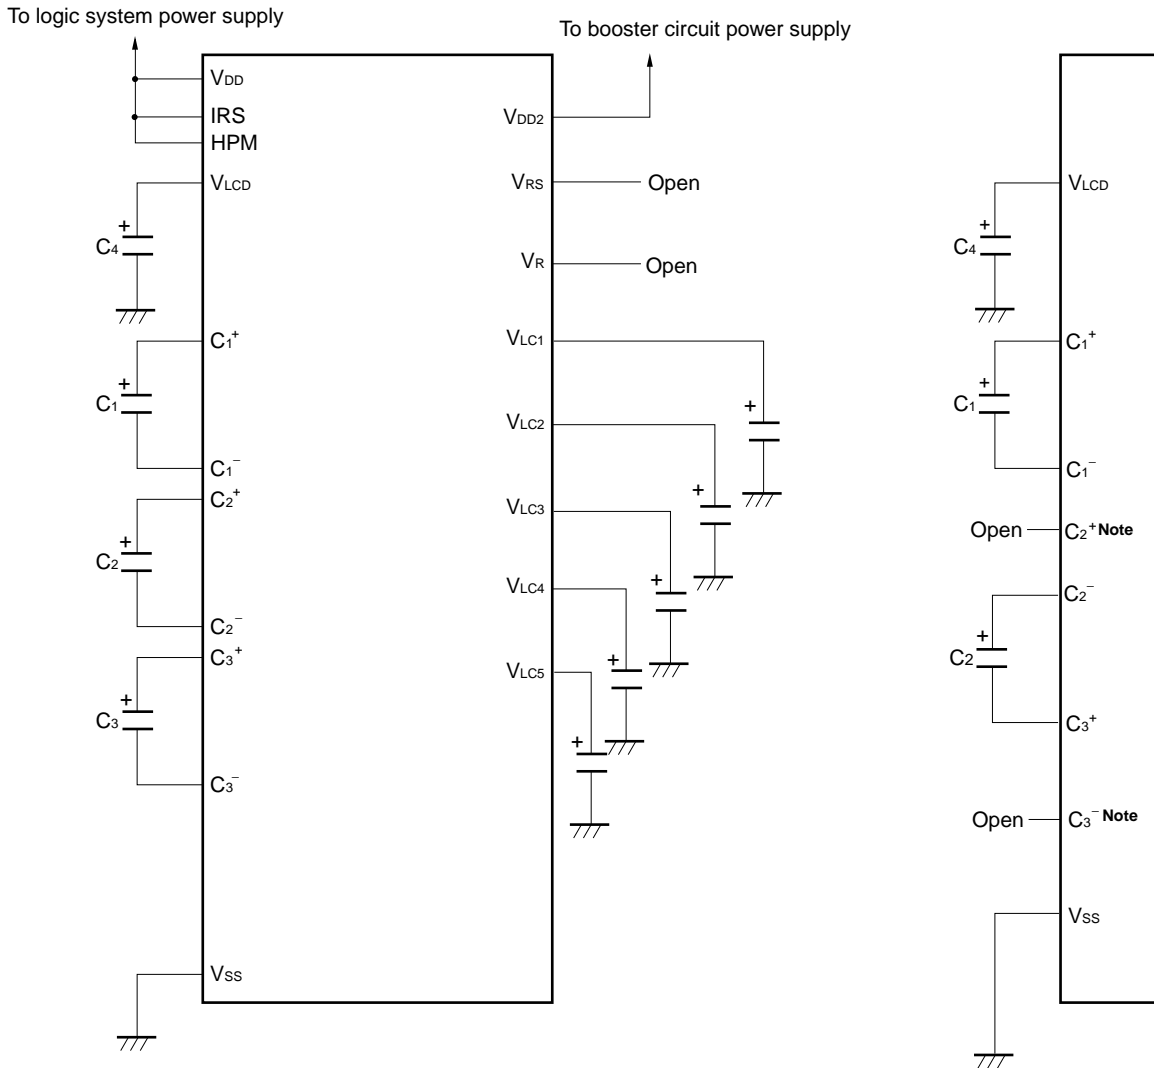 To logic system power supply
To booster circuit power supply
VDD
IRS
HPM
VLCD
+
C4
C1+
+
C1
C1−
C2+
+
C2
C2−
C3+
+
C3
C3−
VSS
VDD2
VRS
Open
VR
Open
VLC1
+
VLC2
+
VLC3
+
VLC4
+
VLC5
+
VLCD
+
C4
C1+
+
C1
C1−
Open
C2+ Note
C2−
+
C2
C3+
Open
C3− Note
VSS